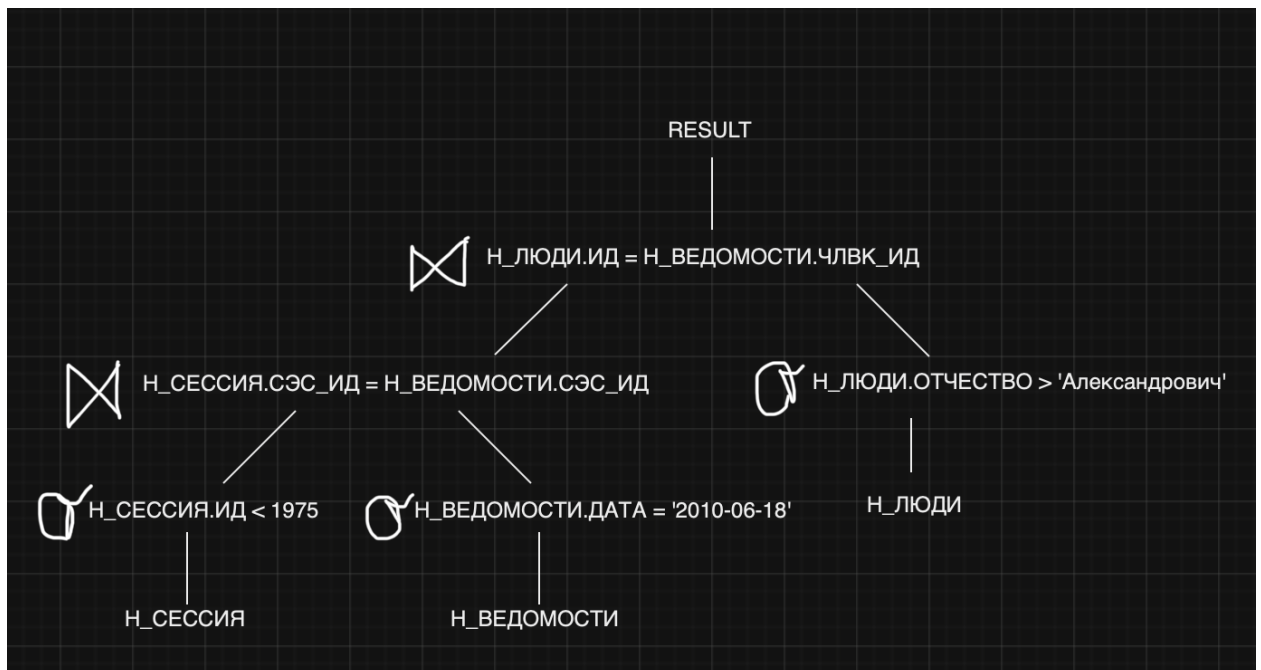 RESULT
Н_ЛЮДИ.ИД = Н_ВЕДОМОСТИ.ЧЛВК_ИД
Н_СЕССИЯ.СЭС_ИД = Н_ВЕДОМОСТИ.СЭС_ИД
Н_ЛЮДИ.ОТЧЕСТВО > 'Александрович'
Н_СЕССИЯ.ИД < 1975
Н_ВЕДОМОСТИ.ДАТА = '2010-06-18'
Н_ЛЮДИ
Н_СЕССИЯ
Н_ВЕДОМОСТИ